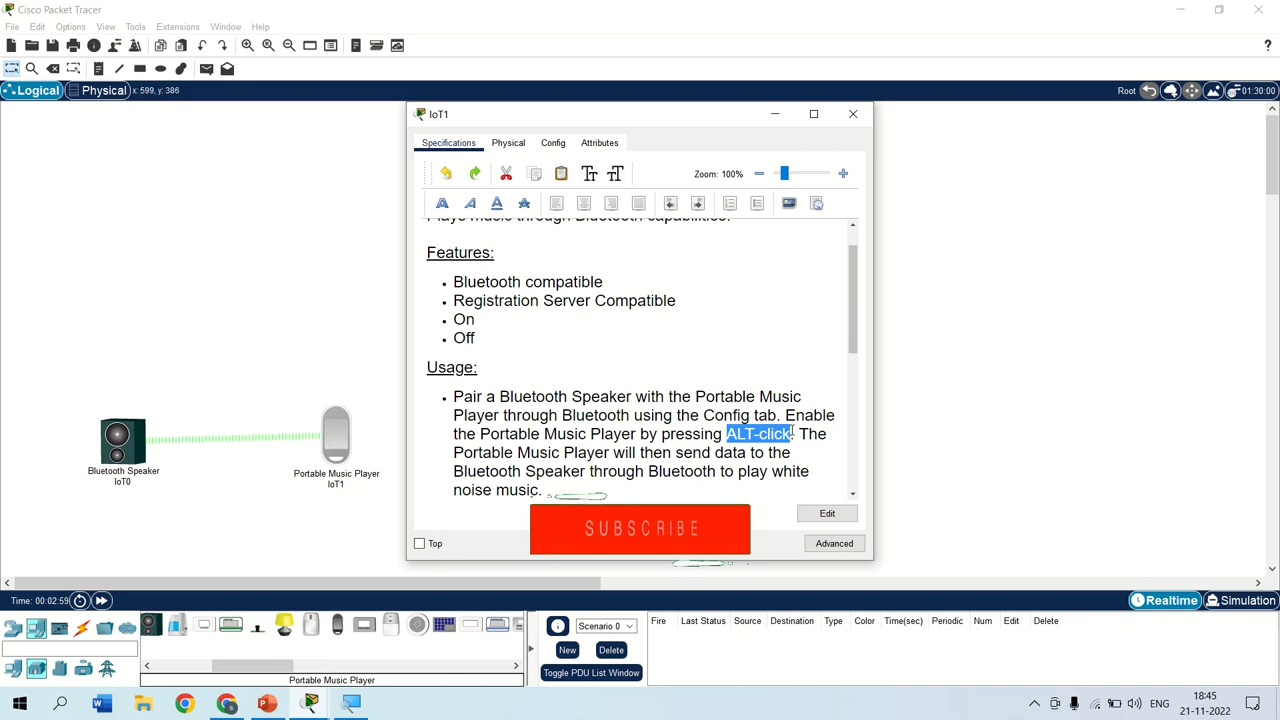 Cisco Packet Tracer
File Edit Options View Tools Extensions Window Help
Logical Physical x: 599, y: 386 Root 01:30:00
IoT1
Specifications Physical Config Attributes
Zoom: 100%
Plays music through Bluetooth capabilities.
Features:
• Bluetooth compatible
• Registration Server Compatible
• On
• Off
Usage:
• Pair a Bluetooth Speaker with the Portable Music
Player through Bluetooth using the Config tab. Enable
the Portable Music Player by pressing ALT-click. The
Portable Music Player will then send data to the
Bluetooth Speaker through Bluetooth to play white
noise music.
Edit
Top
Advanced
SUBSCRIBE
Bluetooth Speaker
IoT0
Portable Music Player
IoT1
Time: 00:02:59 Realtime Simulation
Scenario 0
New Delete
Toggle PDU List Window
Fire Last Status Source Destination Type Color Time(sec) Periodic Num Edit Delete
Portable Music Player
ENG
18:45
21-11-2022